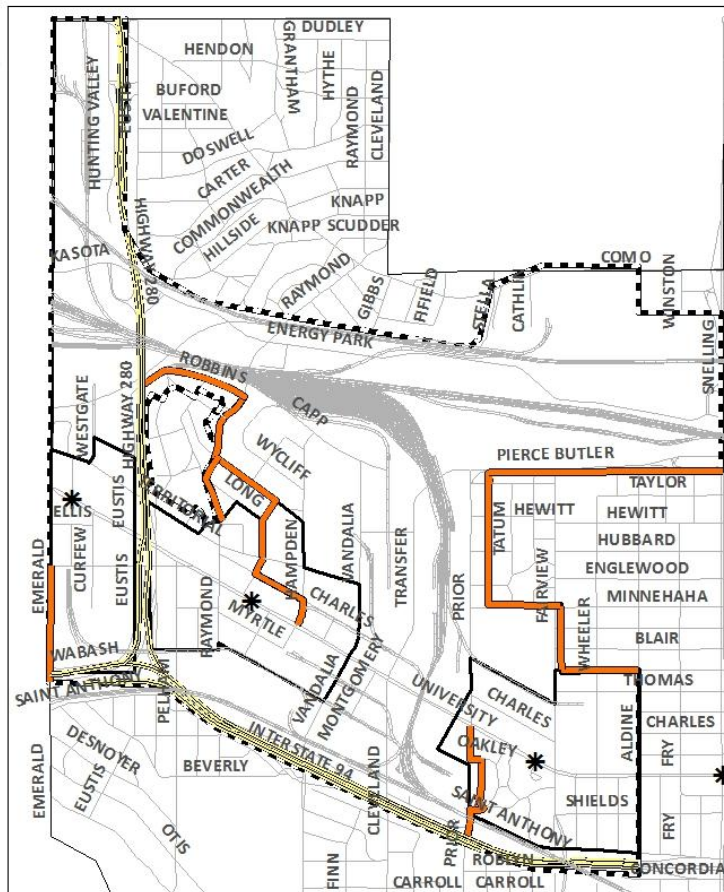 DUDLEY
HENDON
GRANTHAM
HYTHE
BUFORD
VALENTINE
HUNTING VALLEY
RAYMOND
CLEVELAND
DOSWELL
CARTER
COMMONWEALTH
HILLSIDE
KNAPP
KNAPP
SCUDDER
HIGHWAY 280
KASOTA
RAYMOND
GIBBS
FIFIELD
STELLA
CATHLIN
COMO
WINSTON
SNELLING
ENERGY PARK
ROBBINS
CAPP
WESTGATE
HIGHWAY 280
WYCLIFF
LONG
PIERCE BUTLER
TAYLOR
HEWITT
HEWITT
TATUM
HUBBARD
ENGLEWOOD
MINNEHAHA
FAIRVIEW
WHEELER
BLAIR
THOMAS
ELLIS
EUSTIS
CURFEW
EUSTIS
EMERALD
RAYMOND
HAMPDEN
VANDALIA
TRANSFER
PRIOR
CHARLES
MYRTLE
WABASH
SAINT ANTHONY
PELHAM
VANDALIA
MONTGOMERY
UNIVERSITY
CHARLES
ALDINE
CHARLES
FRY
OAKLEY
INTERSTATE 94
SAINT ANTHONY
SHIELDS
DESNOYER
EUSTIS
BEVERLY
EMERALD
CLEVELAND
OTIS
PRIOR
FRY
ROBLYN
CONCORDIA
FINN
CARROLL
CARROLL